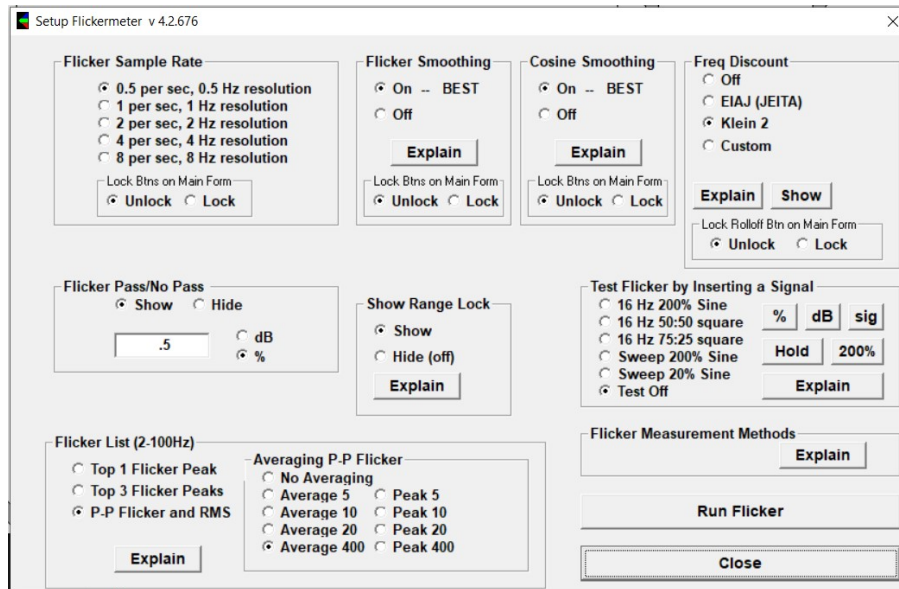 Setup Flickermeter v 4.2.676
Flicker Sample Rate
0.5 per sec, 0.5 Hz resolution
1 per sec, 1 Hz resolution
2 per sec, 2 Hz resolution
4 per sec, 4 Hz resolution
8 per sec, 8 Hz resolution
Lock Btns on Main Form
Unlock Lock
Flicker Smoothing
On -- BEST
Off
Explain
Lock Btns on Main Form
Unlock Lock
Cosine Smoothing
On -- BEST
Off
Explain
Lock Btns on Main Form
Unlock Lock
Freq Discount
Off
EIAJ (JEITA)
Klein 2
Custom
Explain Show
Lock Rolloff Btn on Main Form
Unlock Lock
Flicker Pass/No Pass
Show Hide
.5
dB
%
Show Range Lock
Show
Hide (off)
Explain
Test Flicker by Inserting a Signal
16 Hz 200% Sine
16 Hz 50:50 square
16 Hz 75:25 square
Sweep 200% Sine
Sweep 20% Sine
Test Off
% dB sig
Hold 200%
Explain
Flicker List (2-100Hz)
Top 1 Flicker Peak
Top 3 Flicker Peaks
P-P Flicker and RMS
Explain
Averaging P-P Flicker
No Averaging
Average 5 Peak 5
Average 10 Peak 10
Average 20 Peak 20
Average 400 Peak 400
Flicker Measurement Methods
Explain
Run Flicker
Close